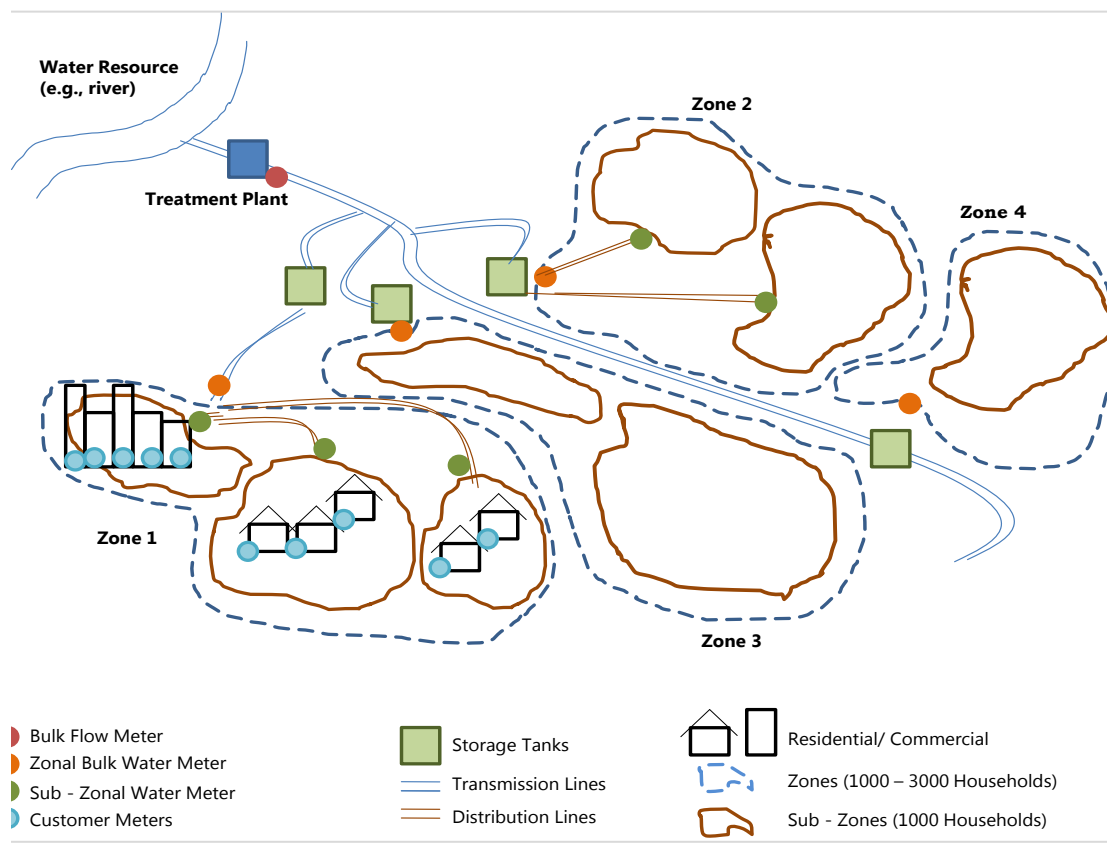 Water Resource
(e.g., river)
Treatment Plant
Zone 2
Zone 4
Zone 1
Zone 3
Bulk Flow Meter
Zonal Bulk Water Meter
Sub - Zonal Water Meter
Customer Meters
Storage Tanks
Transmission Lines
Distribution Lines
Residential/ Commercial
Zones (1000 – 3000 Households)
Sub - Zones (1000 Households)